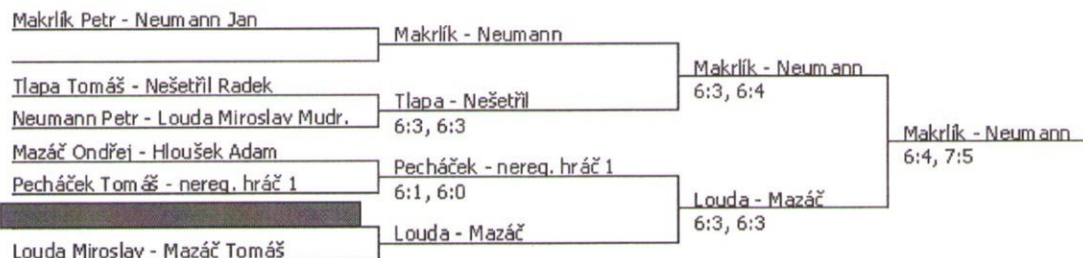 Makrlík Petr - Neumann Jan
Makrlík - Neumann
Makrlík - Neumann
6:3, 6:4
Tlapa Tomáš - Nešetřil Radek
Tlapa - Nešetřil
6:3, 6:3
Neumann Petr - Louda Miroslav Mudr.
Makrlík - Neumann
6:4, 7:5
Mazáč Ondřej - Hloušek Adam
Pecháček - nereg. hráč 1
6:1, 6:0
Pecháček Tomáš - nereg. hráč 1
Louda - Mazáč
6:3, 6:3
Louda - Mazáč
Louda Miroslav - Mazáč Tomáš